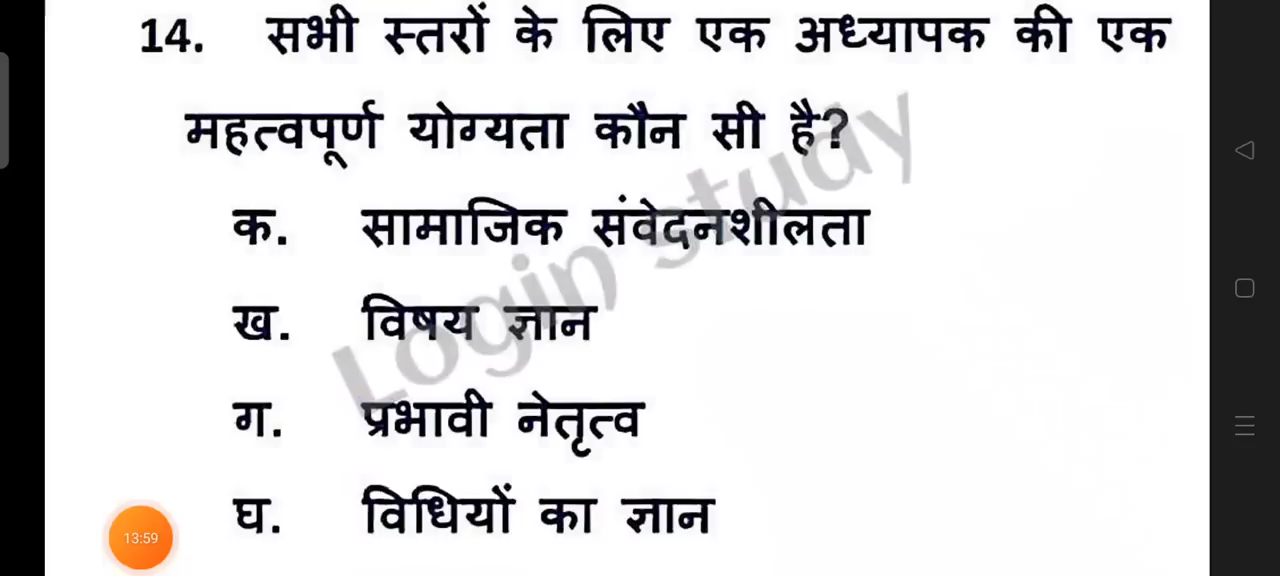 14. सभी स्तरों के लिए एक अध्यापक की एक
महत्वपूर्ण योग्यता कौन सी है?
क. सामाजिक संवेदनशीलता
ख. विषय ज्ञान
ग. प्रभावी नेतृत्व
घ. विधियों का ज्ञान
Login study
13:59